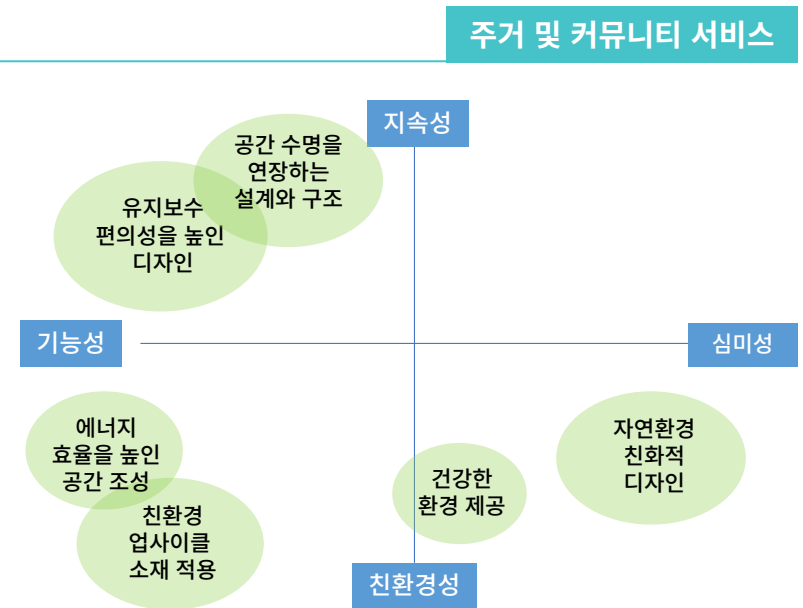 주거 및 커뮤니티 서비스
지속성
공간 수명을
연장하는
설계와 구조
유지보수
편의성을 높인
디자인
기능성
심미성
에너지
효율을 높인
공간 조성
친환경
업사이클
소재 적용
건강한
환경 제공
자연환경
친화적
디자인
친환경성